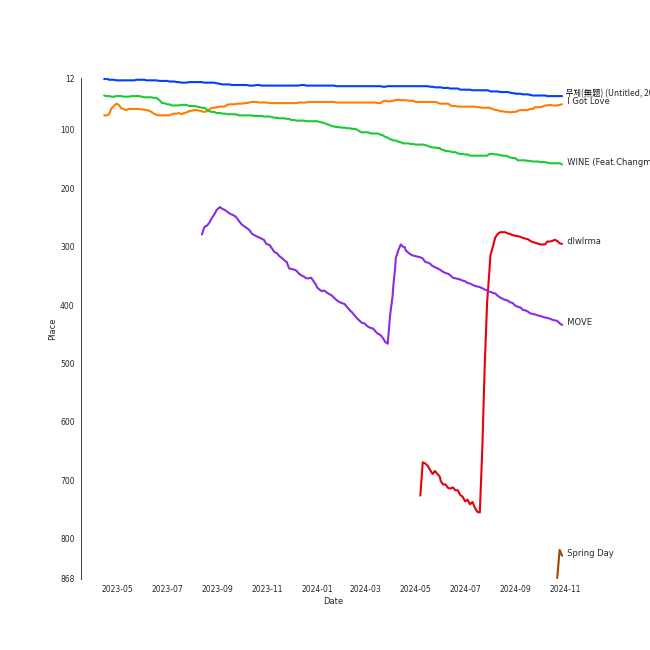 12
100
200
300
400
500
600
700
800
868
Place
2023-05
2023-07
2023-09
2023-11
2024-01
2024-03
2024-05
2024-07
2024-09
2024-11
Date
무제(無題) (Untitled, 20
I Got Love
WINE (Feat.Changm
dlwlrma
MOVE
Spring Day